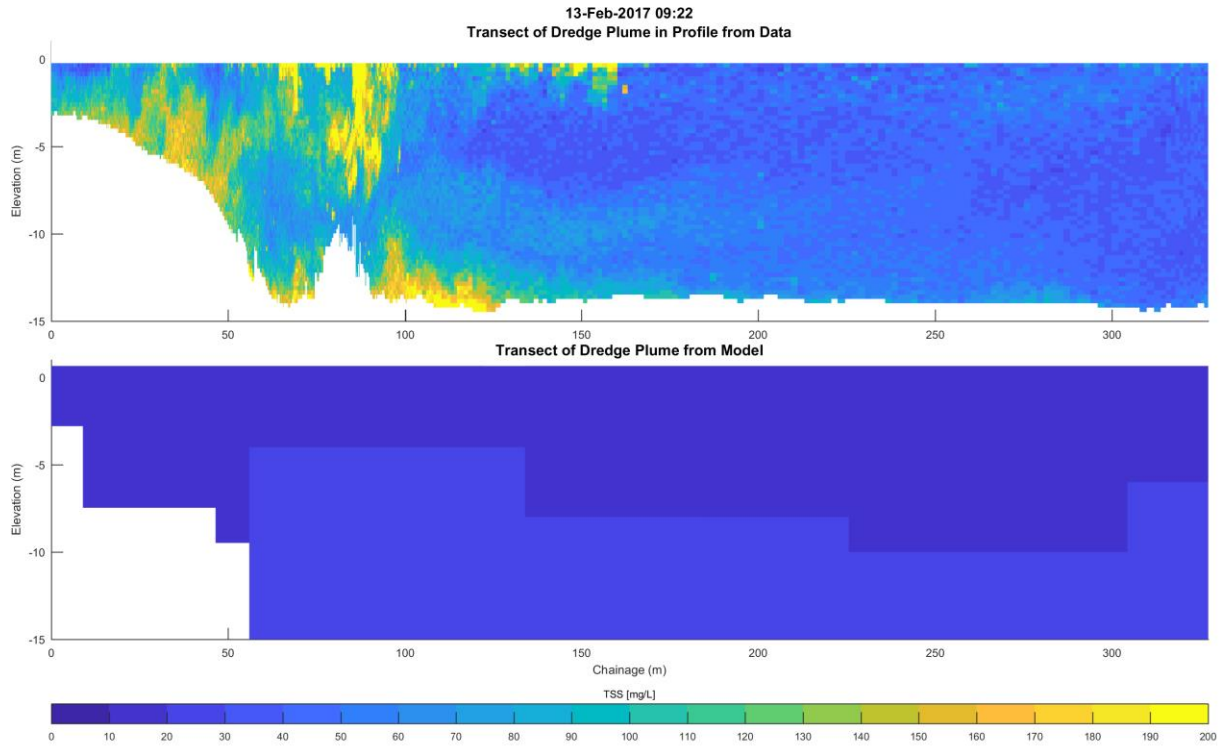 13-Feb-2017 09:22
Transect of Dredge Plume in Profile from Data
0
-5
-10
-15
Elevation (m)
0 50 100 150 200 250 300
Transect of Dredge Plume from Model
0
-5
-10
-15
Elevation (m)
0 50 100 150 200 250 300
Chainage (m)
TSS [mg/L]
0 10 20 30 40 50 60 70 80 90 100 110 120 130 140 150 160 170 180 190 200